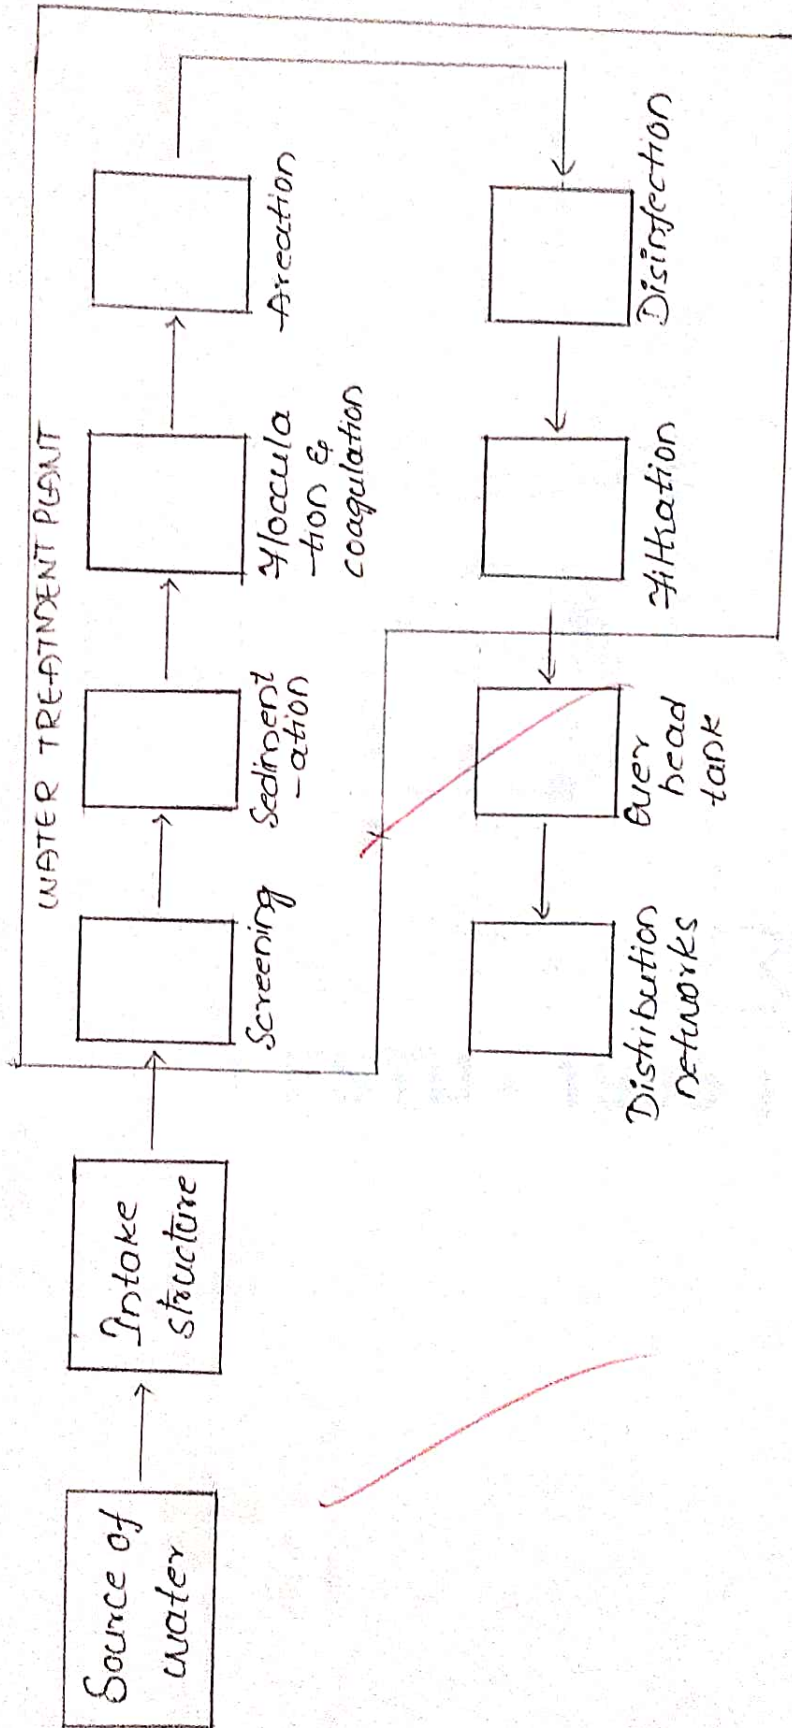 WATER TREATMENT PLANT
Source of
water
Intake
structure
Screening
Sediment
-ation
Floccula
-tion &
coagulation
Areation
Disinfection
Filtration
Over
head
tank
Distribution
networks